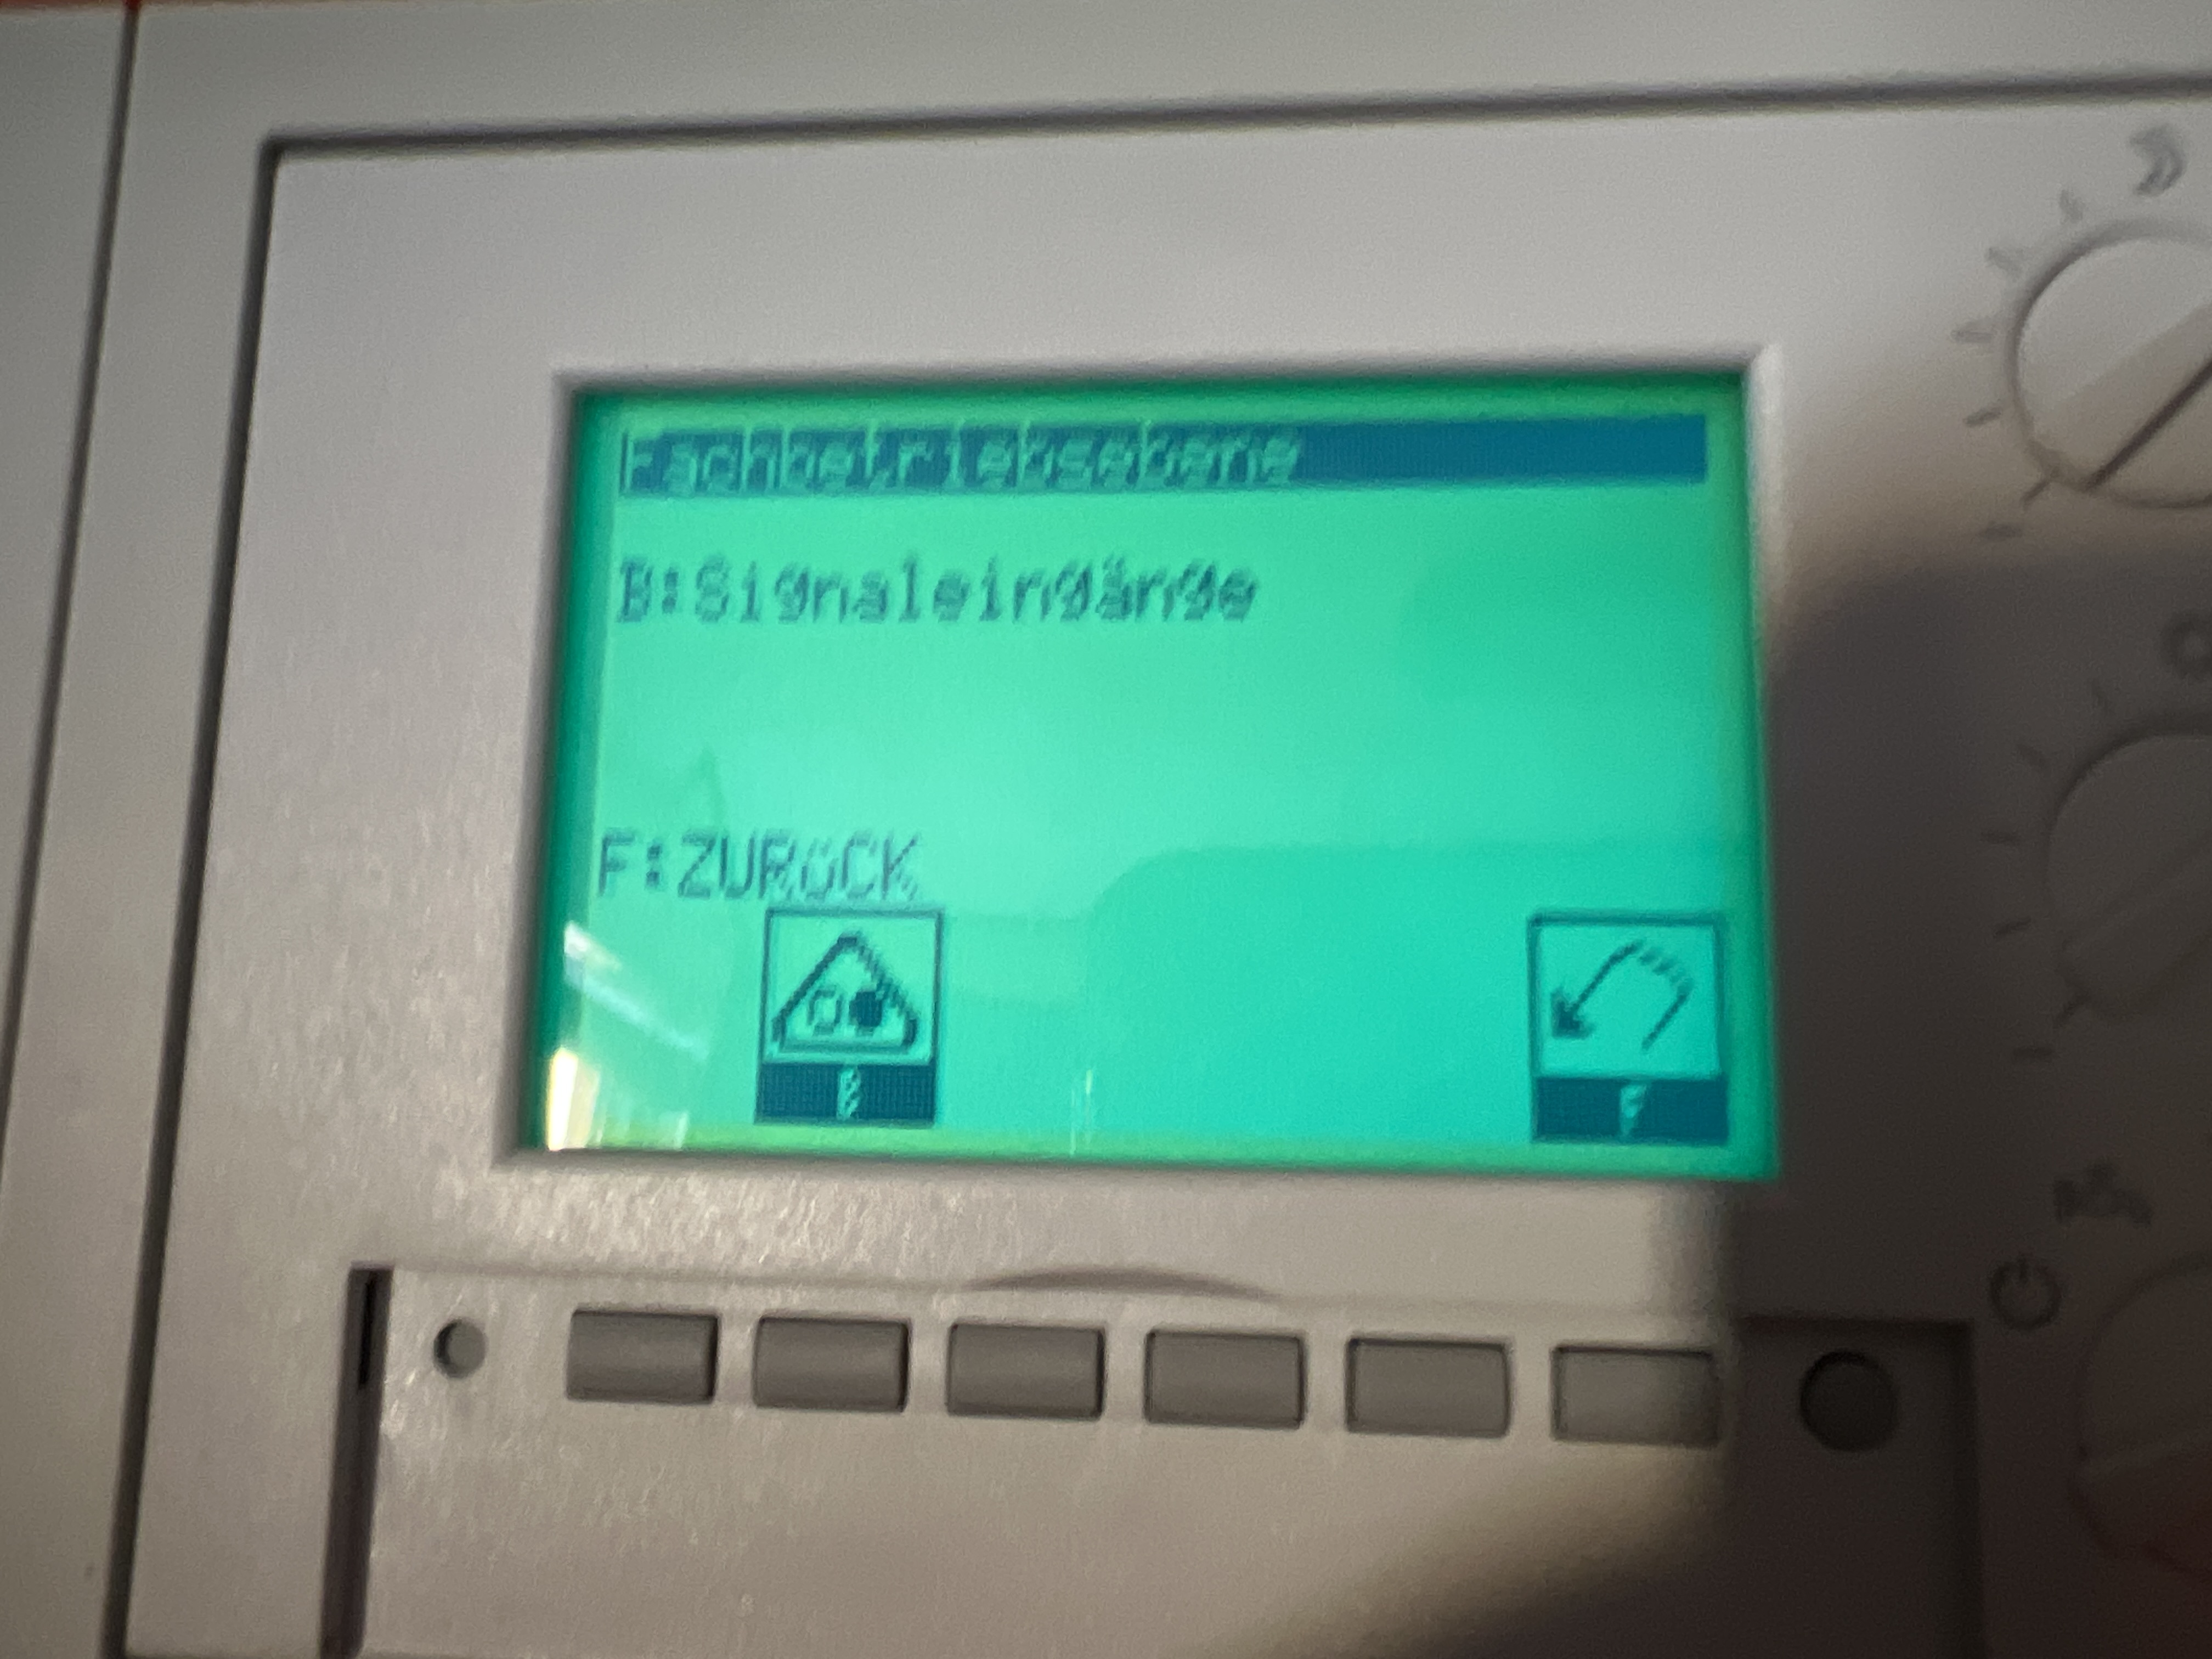 Fachbetriebsebene
B:Signaleingänge
F:ZURüCK
B
F